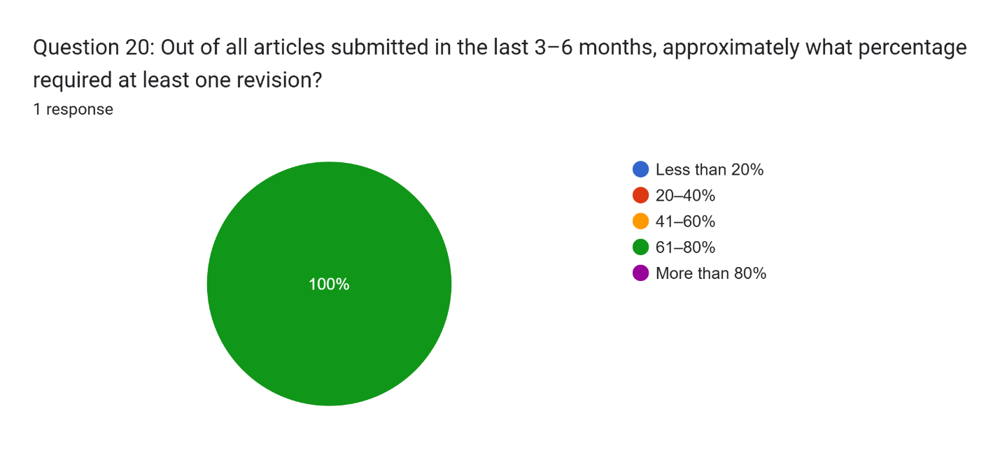 Question 20: Out of all articles submitted in the last 3–6 months, approximately what percentage
required at least one revision?
1 response
100%
Less than 20%
20–40%
41–60%
61–80%
More than 80%